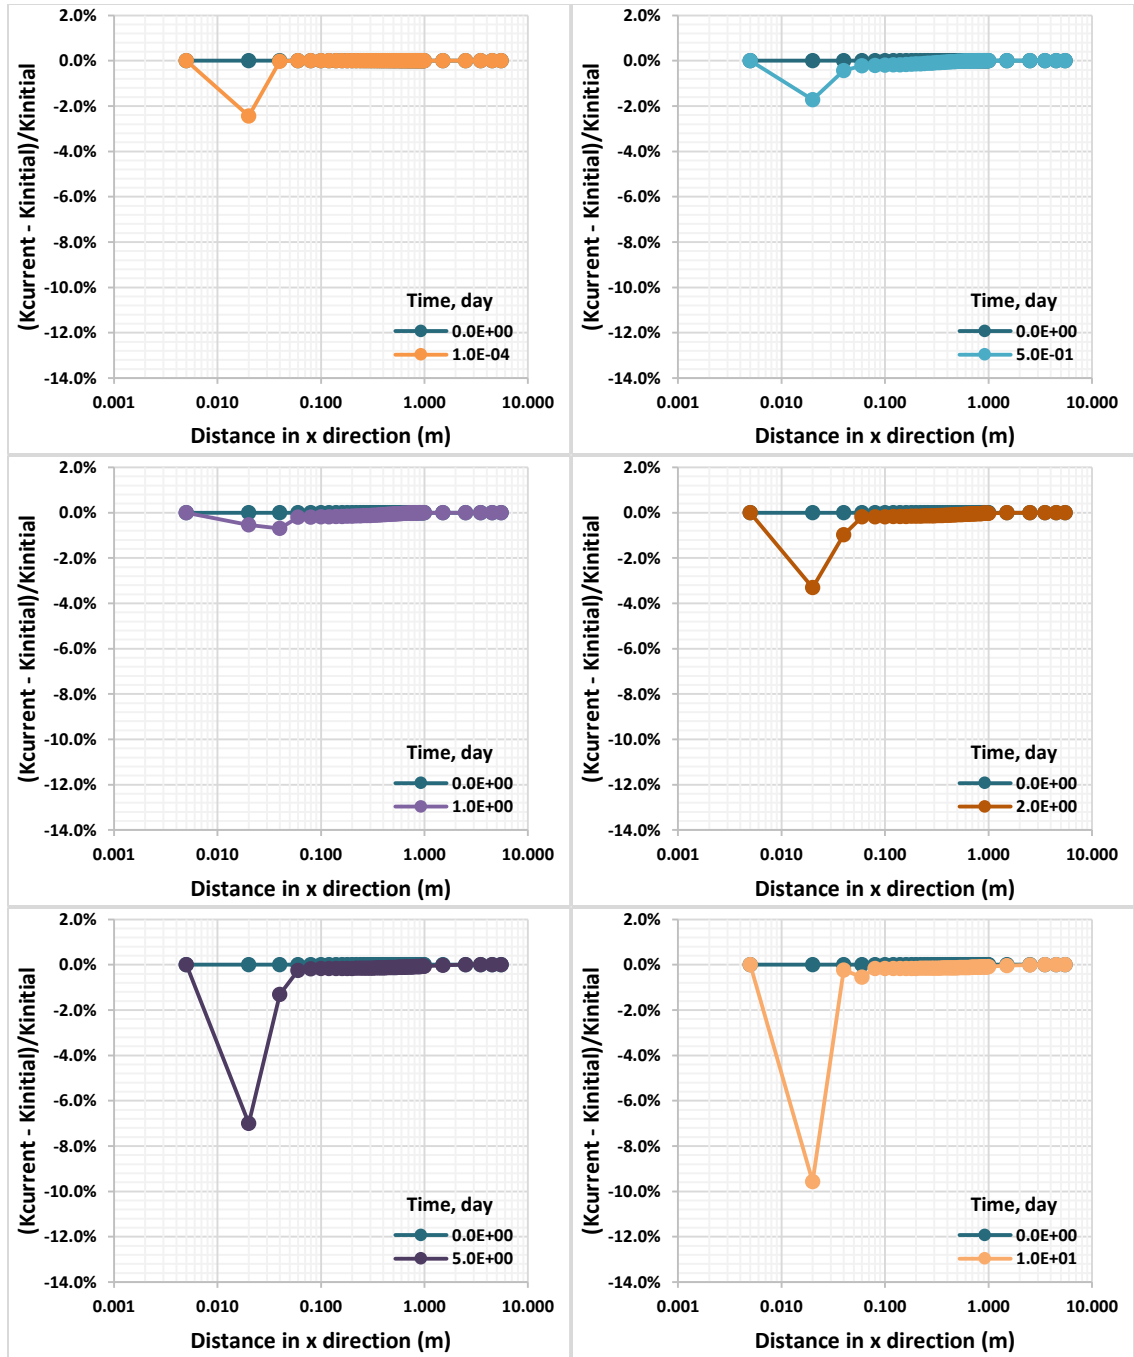 2.0%
0.0%
-2.0%
-4.0%
-6.0%
-8.0%
-10.0%
-12.0%
-14.0%
(Kcurrent - Kinitial)/Kinitial
Time, day
0.0E+00
1.0E-04
0.001 0.010 0.100 1.000 10.000
Distance in x direction (m)
2.0%
0.0%
-2.0%
-4.0%
-6.0%
-8.0%
-10.0%
-12.0%
-14.0%
(Kcurrent - Kinitial)/Kinitial
Time, day
0.0E+00
5.0E-01
0.001 0.010 0.100 1.000 10.000
Distance in x direction (m)
2.0%
0.0%
-2.0%
-4.0%
-6.0%
-8.0%
-10.0%
-12.0%
-14.0%
(Kcurrent - Kinitial)/Kinitial
Time, day
0.0E+00
1.0E+00
0.001 0.010 0.100 1.000 10.000
Distance in x direction (m)
2.0%
0.0%
-2.0%
-4.0%
-6.0%
-8.0%
-10.0%
-12.0%
-14.0%
(Kcurrent - Kinitial)/Kinitial
Time, day
0.0E+00
2.0E+00
0.001 0.010 0.100 1.000 10.000
Distance in x direction (m)
2.0%
0.0%
-2.0%
-4.0%
-6.0%
-8.0%
-10.0%
-12.0%
-14.0%
(Kcurrent - Kinitial)/Kinitial
Time, day
0.0E+00
5.0E+00
0.001 0.010 0.100 1.000 10.000
Distance in x direction (m)
2.0%
0.0%
-2.0%
-4.0%
-6.0%
-8.0%
-10.0%
-12.0%
-14.0%
(Kcurrent - Kinitial)/Kinitial
Time, day
0.0E+00
1.0E+01
0.001 0.010 0.100 1.000 10.000
Distance in x direction (m)